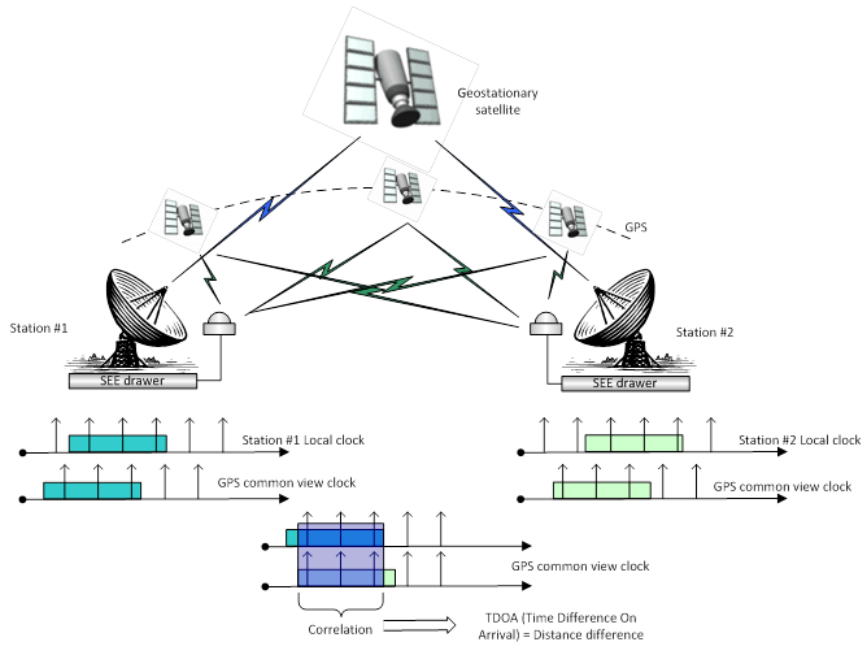 Geostationary
satellite
GPS
Station #1
Station #2
SEE drawer
SEE drawer
Station #1 Local clock
Station #2 Local clock
GPS common view clock
GPS common view clock
GPS common view clock
Correlation
TDOA (Time Difference On
Arrival) = Distance difference